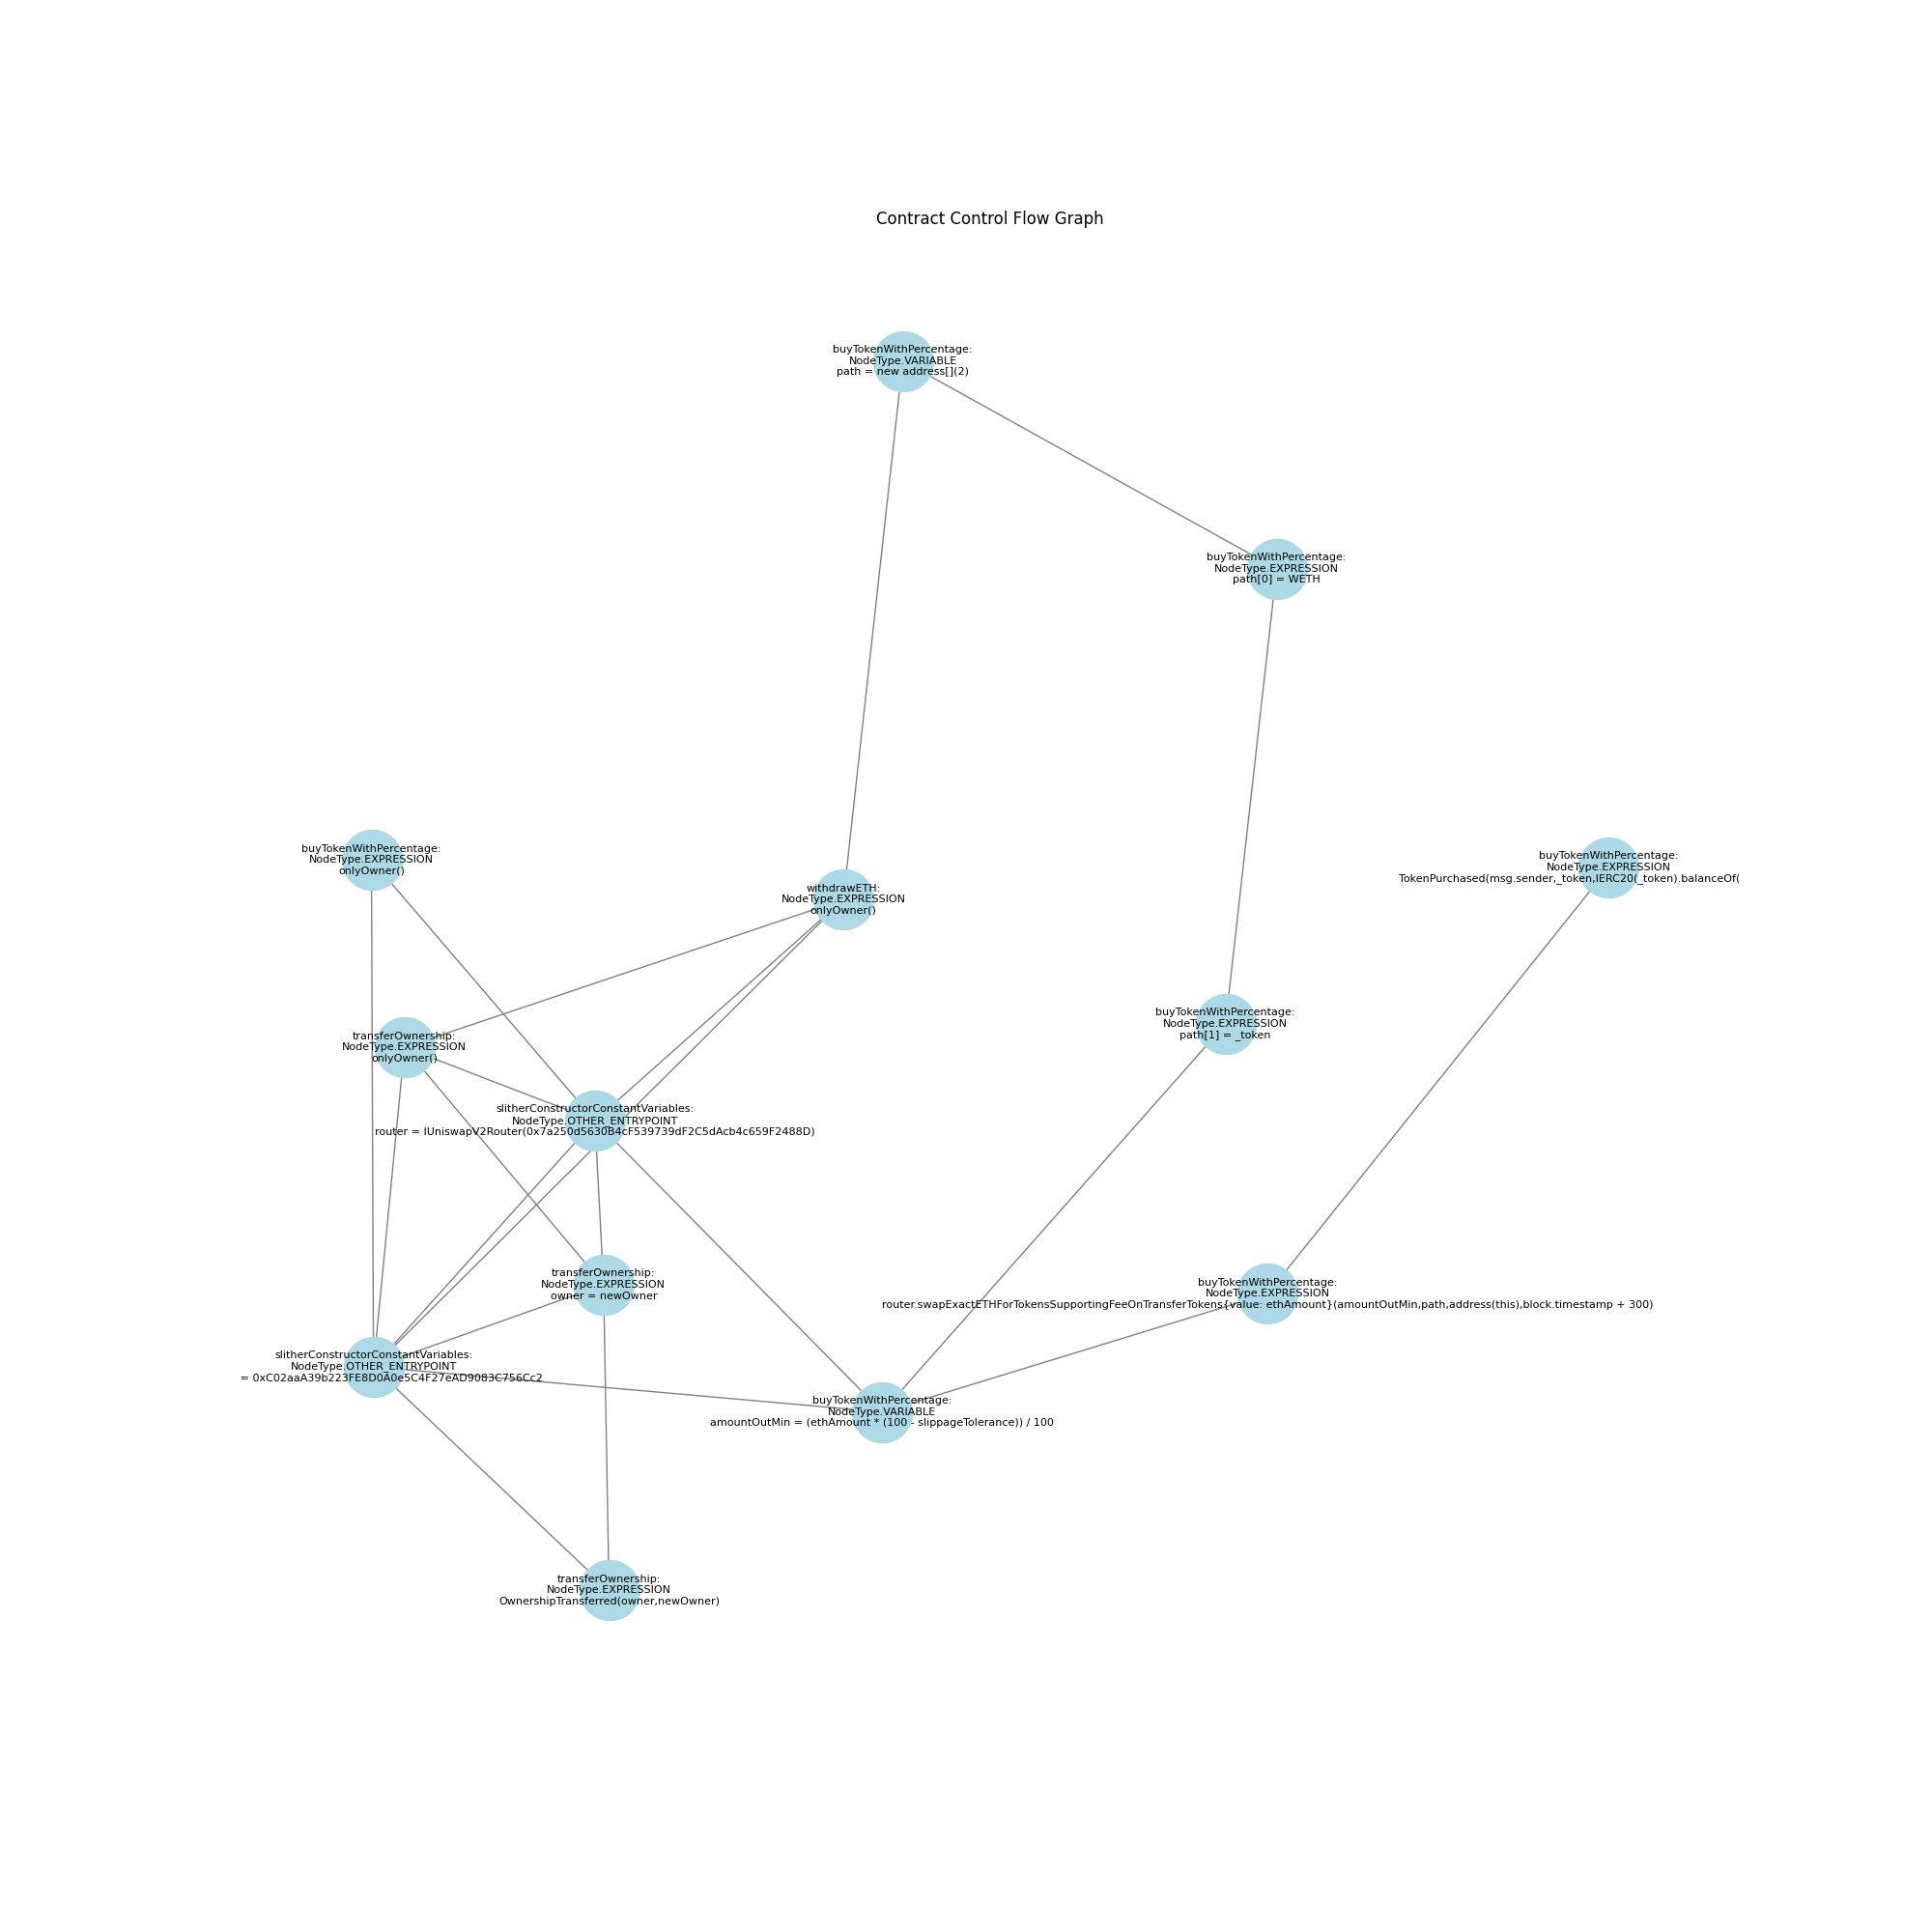 Contract Control Flow Graph
buyTokenWithPercentage:
NodeType.VARIABLE
path = new address[](2)
buyTokenWithPercentage:
NodeType.EXPRESSION
path[0] = WETH
buyTokenWithPercentage:
NodeType.EXPRESSION
onlyOwner()
buyTokenWithPercentage:
NodeType.EXPRESSION
TokenPurchased(msg.sender,_token,IERC20(_token).balanceOf(
withdrawETH:
NodeType.EXPRESSION
onlyOwner()
transferOwnership:
NodeType.EXPRESSION
onlyOwner()
buyTokenWithPercentage:
NodeType.EXPRESSION
path[1] = _token
slitherConstructorConstantVariables:
NodeType.OTHER_ENTRYPOINT
router = IUniswapV2Router(0x7a250d5630B4cF539739dF2C5dAcb4c659F2488D)
transferOwnership:
NodeType.EXPRESSION
owner = newOwner
buyTokenWithPercentage:
NodeType.EXPRESSION
router.swapExactETHForTokensSupportingFeeOnTransferTokens{value: ethAmount}(amountOutMin,path,address(this),block.timestamp + 300)
slitherConstructorConstantVariables:
NodeType.OTHER_ENTRYPOINT
= 0xC02aaA39b223FE8D0A0e5C4F27eAD9083C756Cc2
buyTokenWithPercentage:
NodeType.VARIABLE
amountOutMin = (ethAmount * (100 - slippageTolerance)) / 100
transferOwnership:
NodeType.EXPRESSION
OwnershipTransferred(owner,newOwner)